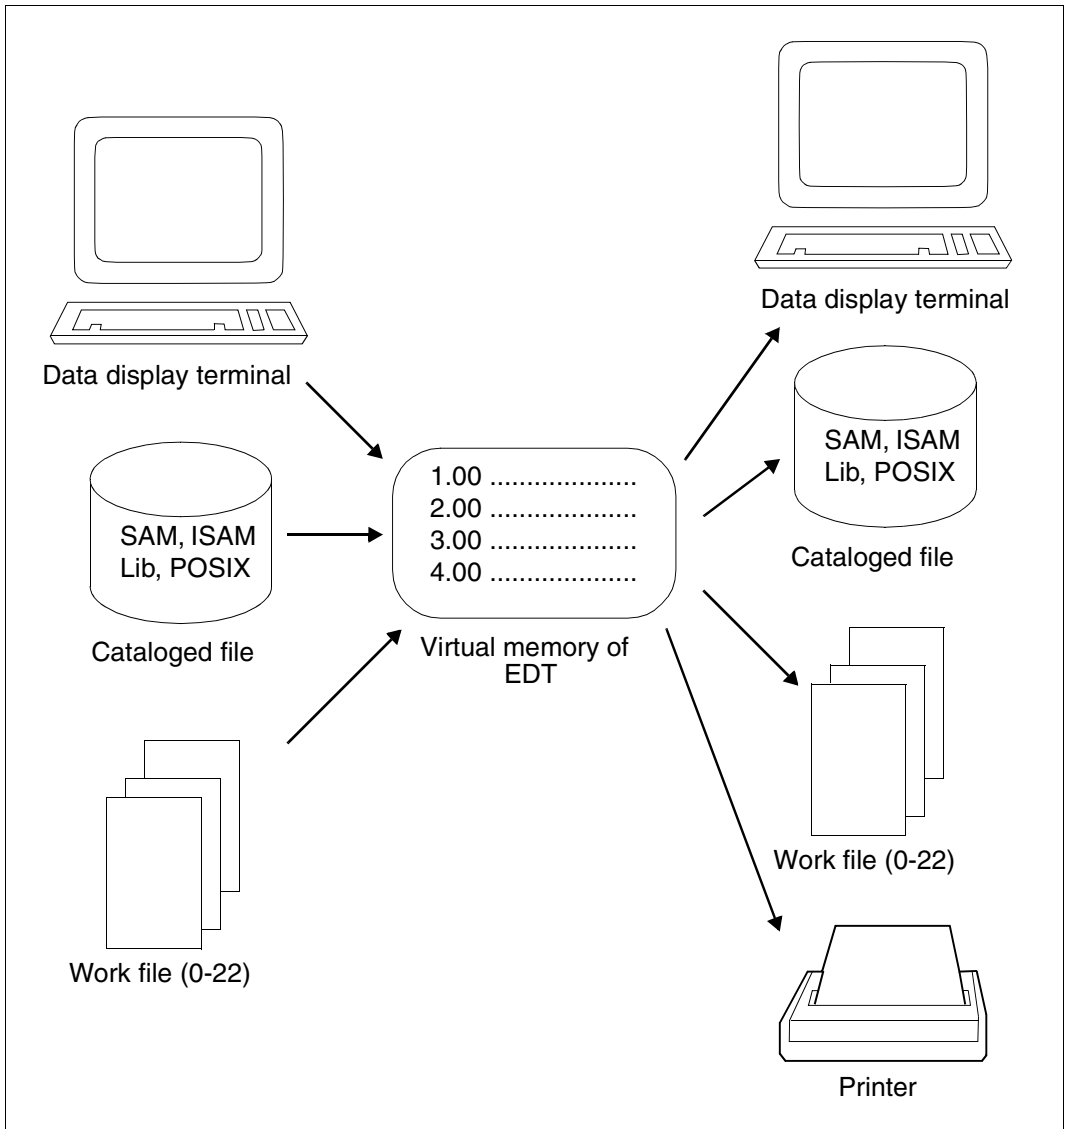 Data display terminal
Data display terminal
SAM, ISAM
Lib, POSIX
Cataloged file
SAM, ISAM
Lib, POSIX
Cataloged file
1.00 ....................
2.00 ....................
3.00 ....................
4.00 ....................
Virtual memory of
EDT
Work file (0-22)
Work file (0-22)
Printer